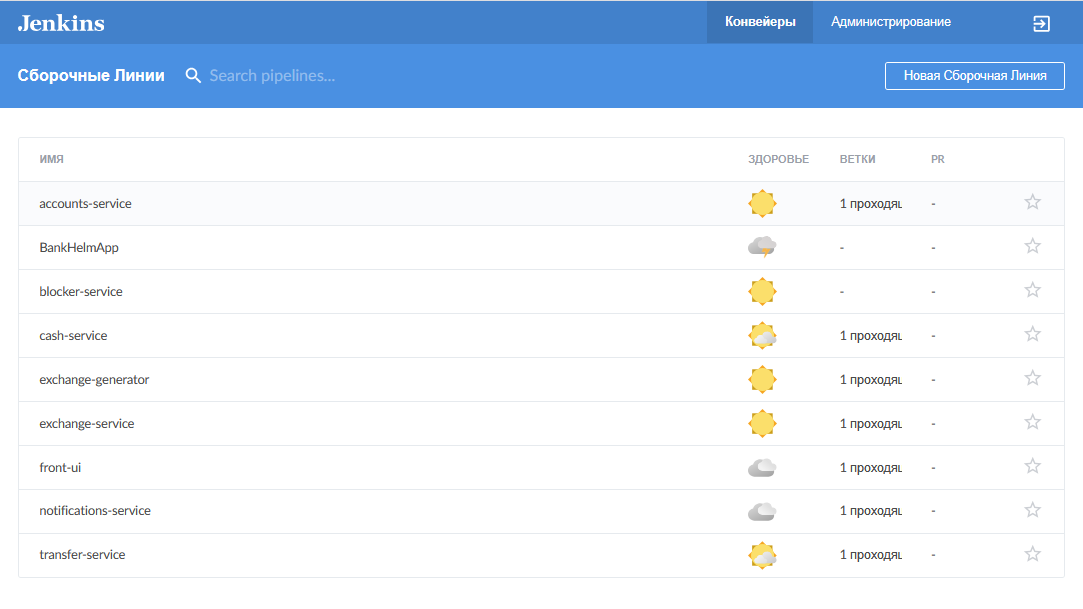 Jenkins Конвейеры Администрирование
Сборочные Линии Search pipelines... Новая Сборочная Линия
ИМЯ ЗДОРОВЬЕ ВЕТКИ PR
accounts-service 1 проходящ -
BankHelmApp - -
blocker-service - -
cash-service 1 проходящ -
exchange-generator 1 проходящ -
exchange-service 1 проходящ -
front-ui 1 проходящ -
notifications-service 1 проходящ -
transfer-service 1 проходящ -